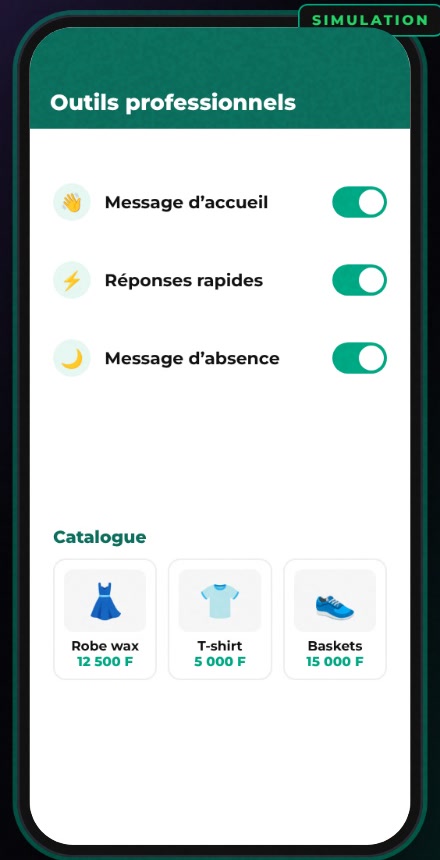 SIMULATION
Outils professionnels
Message d’accueil
Réponses rapides
Message d’absence
Catalogue
Robe wax
12 500 F
T-shirt
5 000 F
Baskets
15 000 F